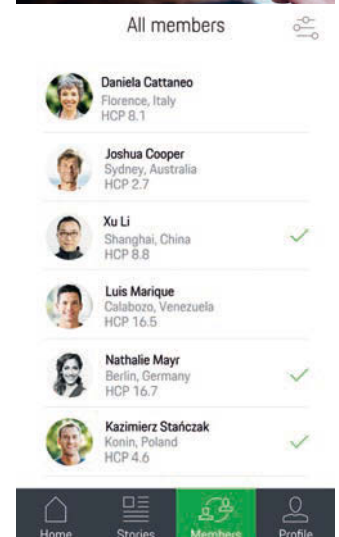 All members
Daniela Cattaneo
Florence, Italy
HCP 8.1
Joshua Cooper
Sydney, Australia
HCP 2.7
Xu Li
Shanghai, China
HCP 8.8
Luis Marique
Calabozo, Venezuela
HCP 16.5
Nathalie Mayr
Berlin, Germany
HCP 16.7
Kazimierz Stańczak
Konin, Poland
HCP 4.6
Home Stories Members Profile